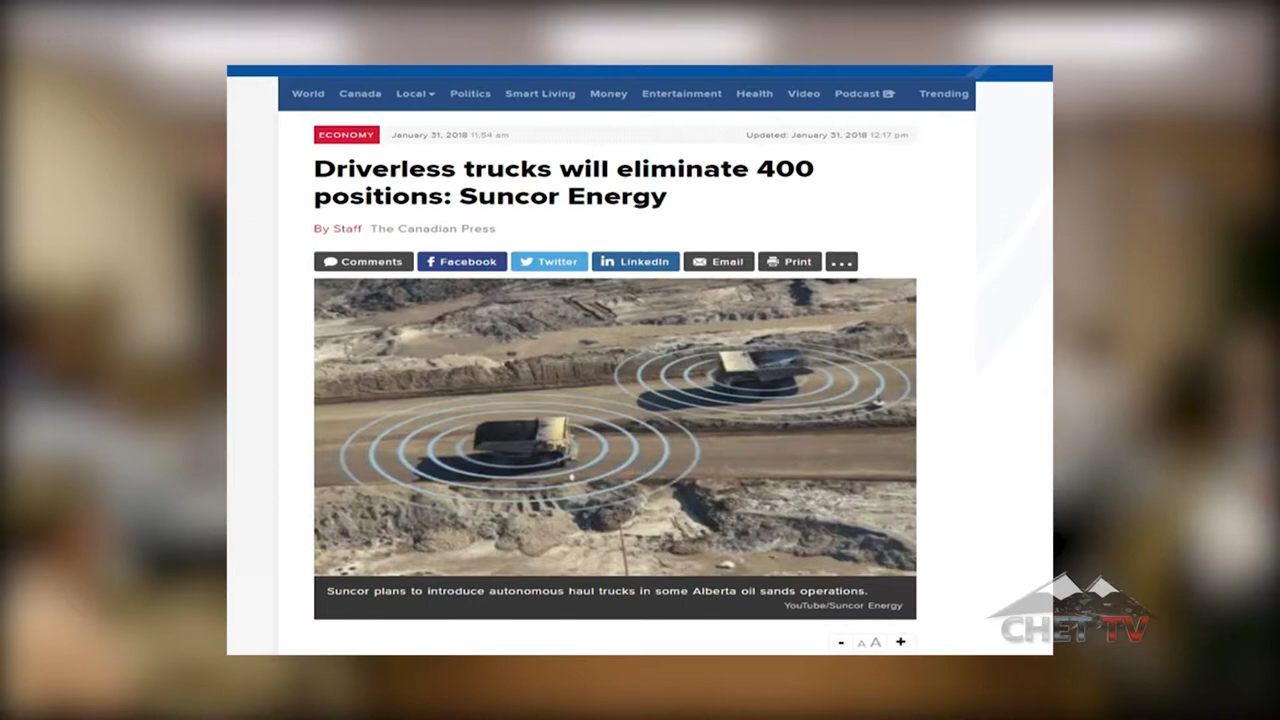 World Canada Local Politics Smart Living Money Entertainment Health Video Podcast Trending
ECONOMY January 31, 2018 11:54 am Updated: January 31, 2018 12:17 pm
Driverless trucks will eliminate 400
positions: Suncor Energy
By Staff The Canadian Press
Comments Facebook Twitter LinkedIn Email Print ...
Suncor plans to introduce autonomous haul trucks in some Alberta oil sands operations.
YouTube/Suncor Energy
- A A +
CHET TV